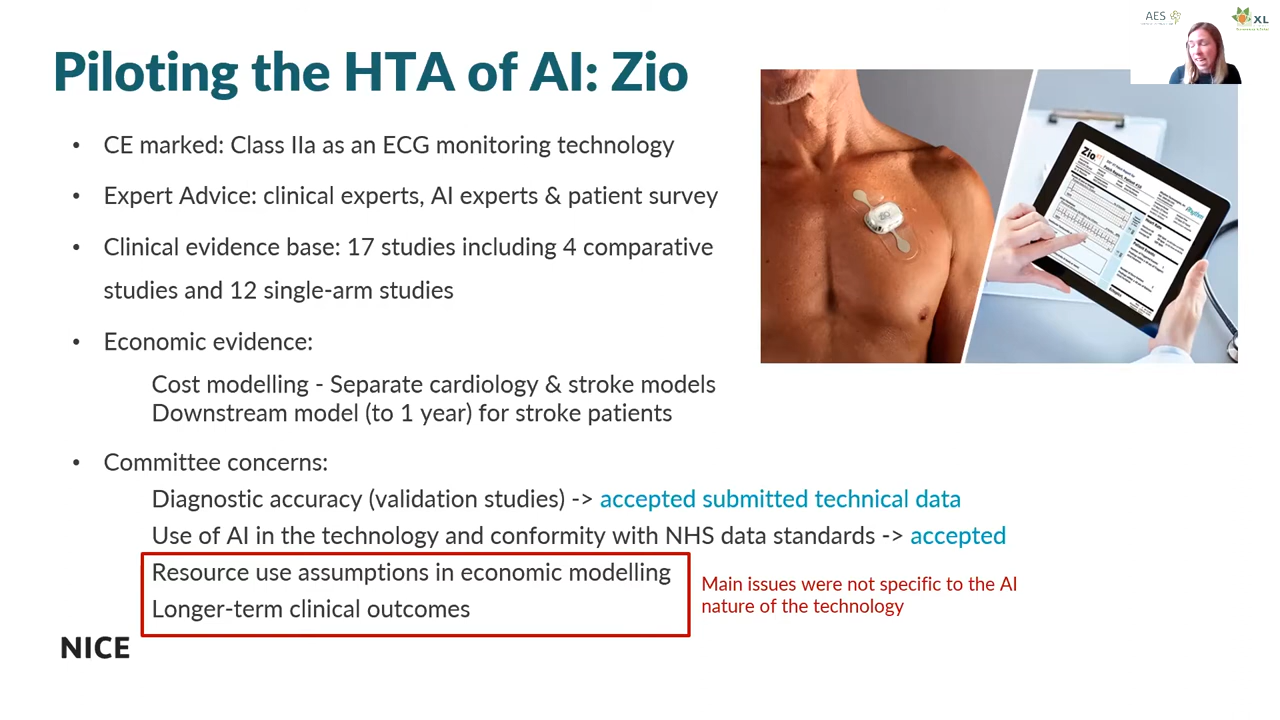 AES
XL
Piloting the HTA of AI: Zio
• CE marked: Class IIa as an ECG monitoring technology
• Expert Advice: clinical experts, AI experts & patient survey
• Clinical evidence base: 17 studies including 4 comparative
studies and 12 single-arm studies
• Economic evidence:
Cost modelling - Separate cardiology & stroke models
Downstream model (to 1 year) for stroke patients
• Committee concerns:
Diagnostic accuracy (validation studies) -> accepted submitted technical data
Use of AI in the technology and conformity with NHS data standards -> accepted
Resource use assumptions in economic modelling
Longer-term clinical outcomes
Main issues were not specific to the AI
nature of the technology
NICE
Zio